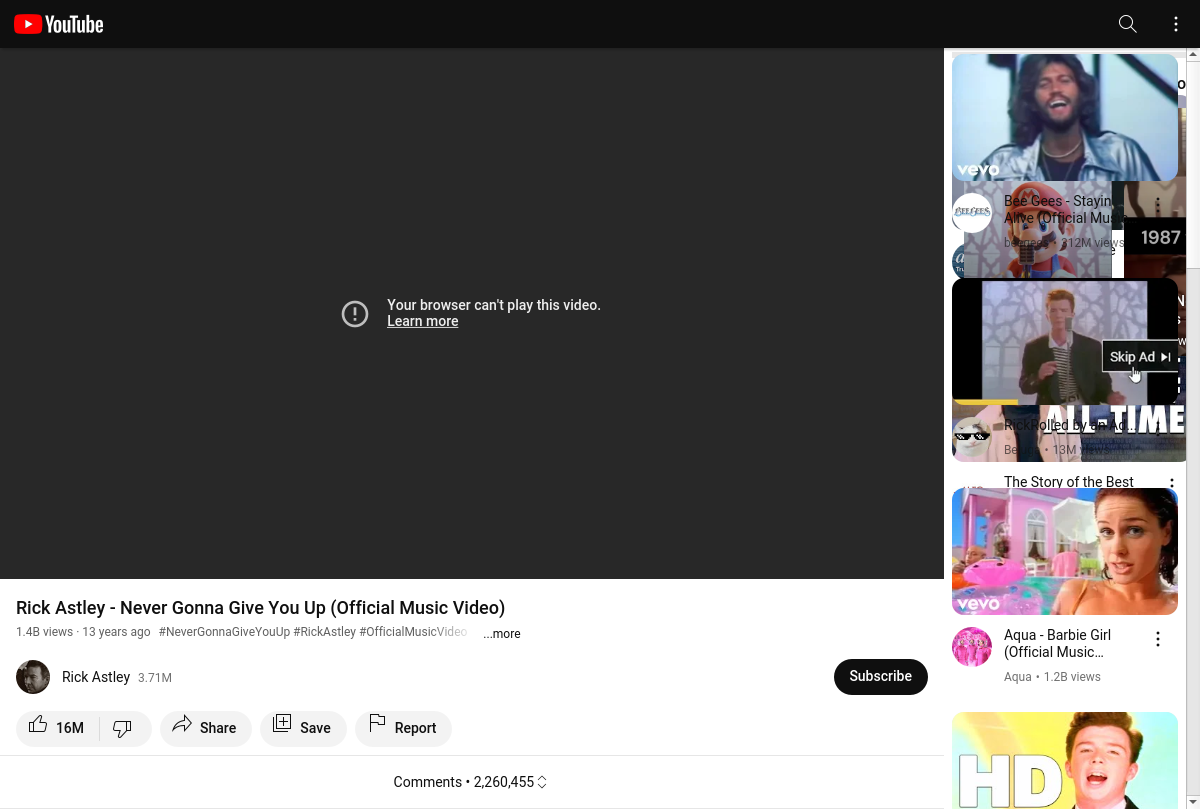 YouTube
Your browser can't play this video.
Learn more
Rick Astley - Never Gonna Give You Up (Official Music Video)
1.4B views · 13 years ago #NeverGonnaGiveYouUp #RickAstley #OfficialMusicVideo ...more
Rick Astley 3.71M
Subscribe
16M
Share
Save
Report
Comments • 2,260,455
vevo
Bee Gees - Stayin'
Alive (Official Music
beegees • 312M views
1987
Skip Ad
ALL-TIME
RickRolled by an Ad...
13M views
The Story of the Best
vevo
Aqua - Barbie Girl
(Official Music...
Aqua • 1.2B views
HD